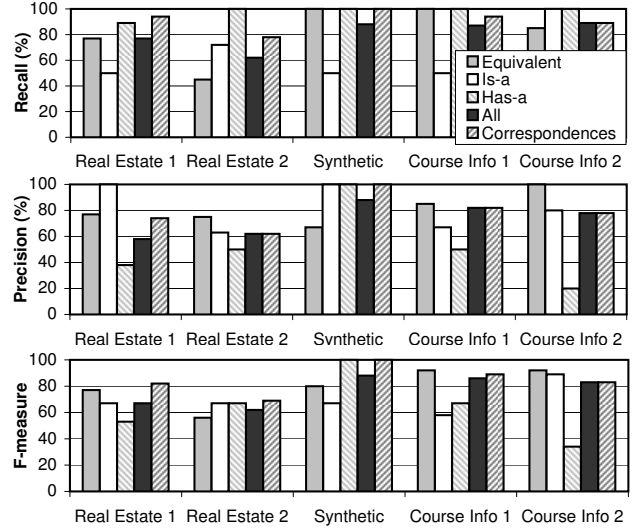 Recall (%)
100
80
60
40
20
0
Equivalent
Is-a
Has-a
All
Correspondences
Real Estate 1 Real Estate 2 Synthetic Course Info 1 Course Info 2
Precision (%)
100
80
60
40
20
0
Real Estate 1 Real Estate 2 Synthetic Course Info 1 Course Info 2
F-measure
100
80
60
40
20
0
Real Estate 1 Real Estate 2 Synthetic Course Info 1 Course Info 2